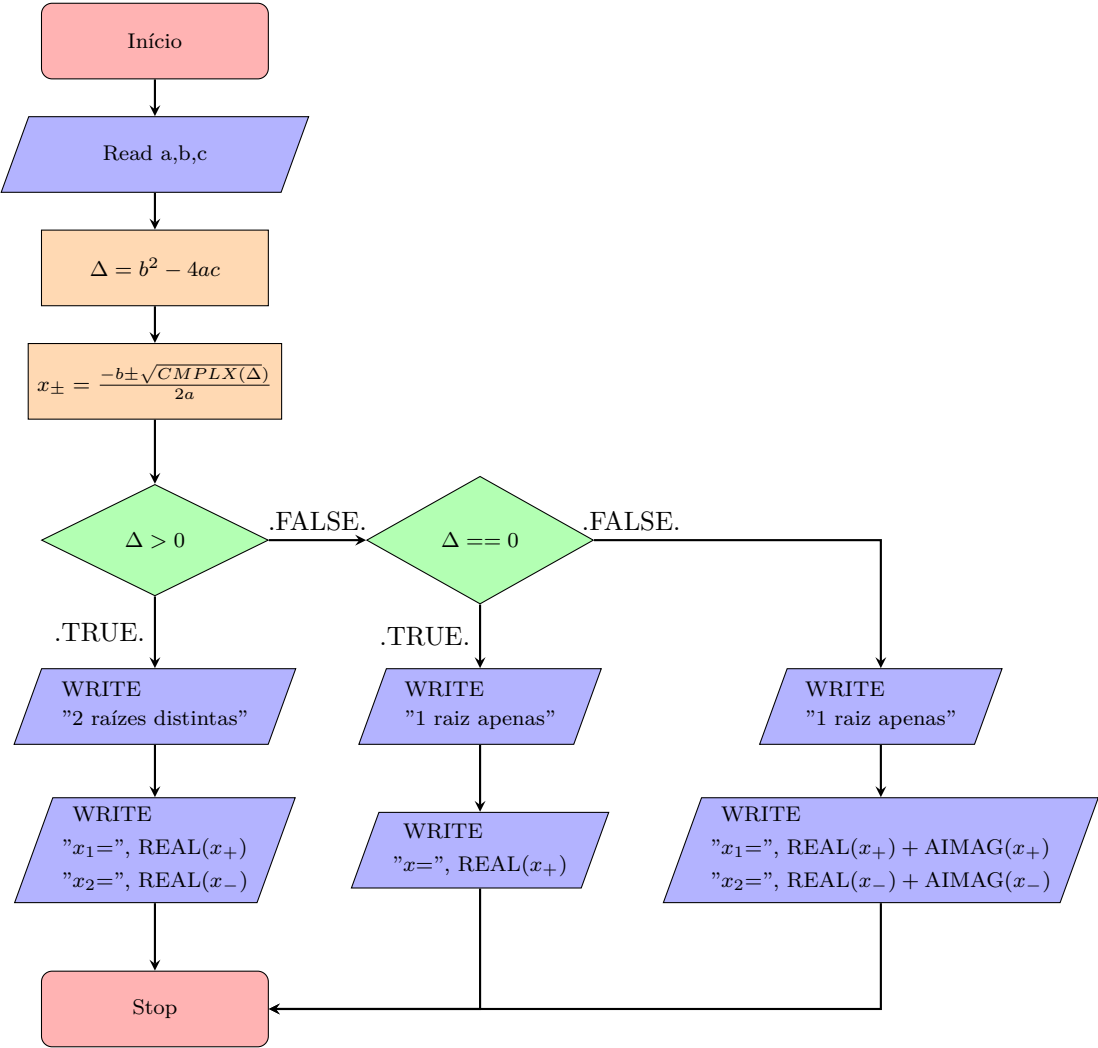 Início
Read a,b,c
Δ = b² − 4ac
x± = (−b±√CMPLX(Δ))/2a
Δ > 0
.FALSE.
Δ == 0
.FALSE.
.TRUE.
.TRUE.
WRITE
"2 raízes distintas"
WRITE
"1 raiz apenas"
WRITE
"1 raiz apenas"
WRITE
"x₁=", REAL(x₊)
"x₂=", REAL(x₋)
WRITE
"x=", REAL(x₊)
WRITE
"x₁=", REAL(x₊) + AIMAG(x₊)
"x₂=", REAL(x₋) + AIMAG(x₋)
Stop